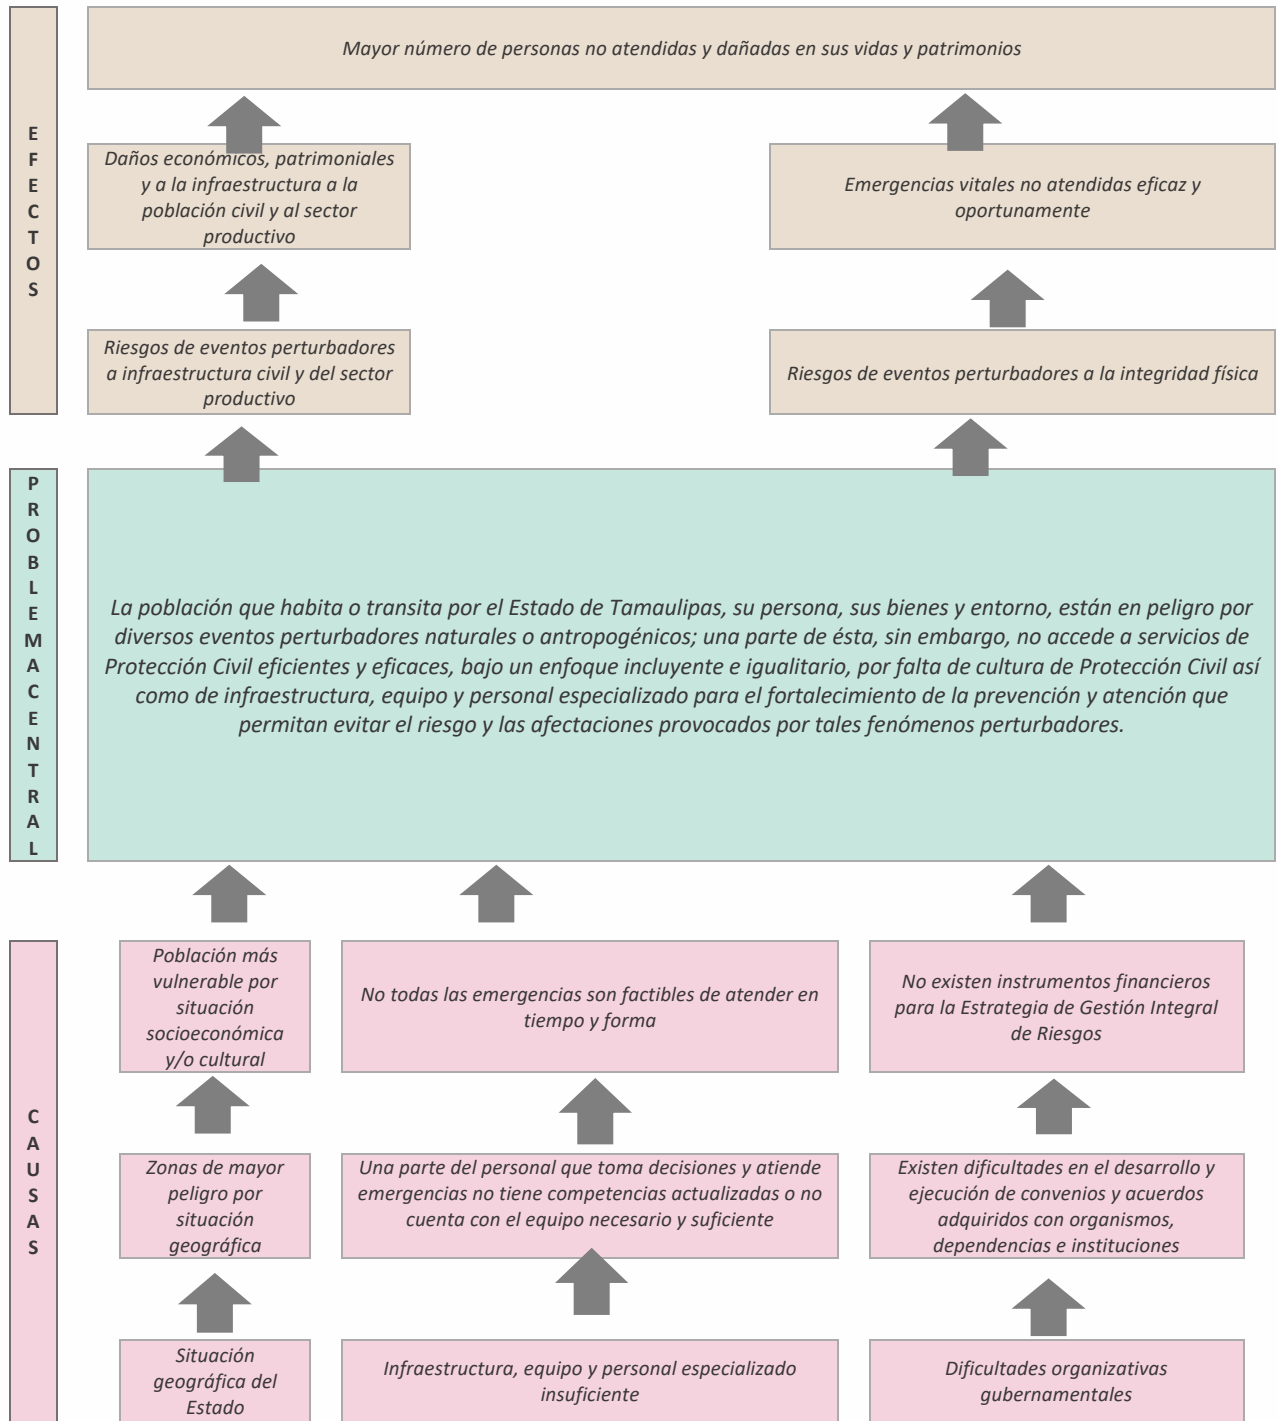 EFECTOS
Mayor número de personas no atendidas y dañadas en sus vidas y patrimonios
Daños económicos, patrimoniales
y a la infraestructura a la
población civil y al sector
productivo
Emergencias vitales no atendidas eficaz y
oportunamente
Riesgos de eventos perturbadores
a infraestructura civil y del sector
productivo
Riesgos de eventos perturbadores a la integridad física
PROBLEMA CENTRAL
La población que habita o transita por el Estado de Tamaulipas, su persona, sus bienes y entorno, están en peligro por
diversos eventos perturbadores naturales o antropogénicos; una parte de ésta, sin embargo, no accede a servicios de
Protección Civil eficientes y eficaces, bajo un enfoque incluyente e igualitario, por falta de cultura de Protección Civil así
como de infraestructura, equipo y personal especializado para el fortalecimiento de la prevención y atención que
permitan evitar el riesgo y las afectaciones provocados por tales fenómenos perturbadores.
CAUSAS
Población más
vulnerable por
situación
socioeconómica
y/o cultural
No todas las emergencias son factibles de atender en
tiempo y forma
No existen instrumentos financieros
para la Estrategia de Gestión Integral
de Riesgos
Zonas de mayor
peligro por
situación
geográfica
Una parte del personal que toma decisiones y atiende
emergencias no tiene competencias actualizadas o no
cuenta con el equipo necesario y suficiente
Existen dificultades en el desarrollo y
ejecución de convenios y acuerdos
adquiridos con organismos,
dependencias e instituciones
Situación
geográfica del
Estado
Infraestructura, equipo y personal especializado
insuficiente
Dificultades organizativas
gubernamentales